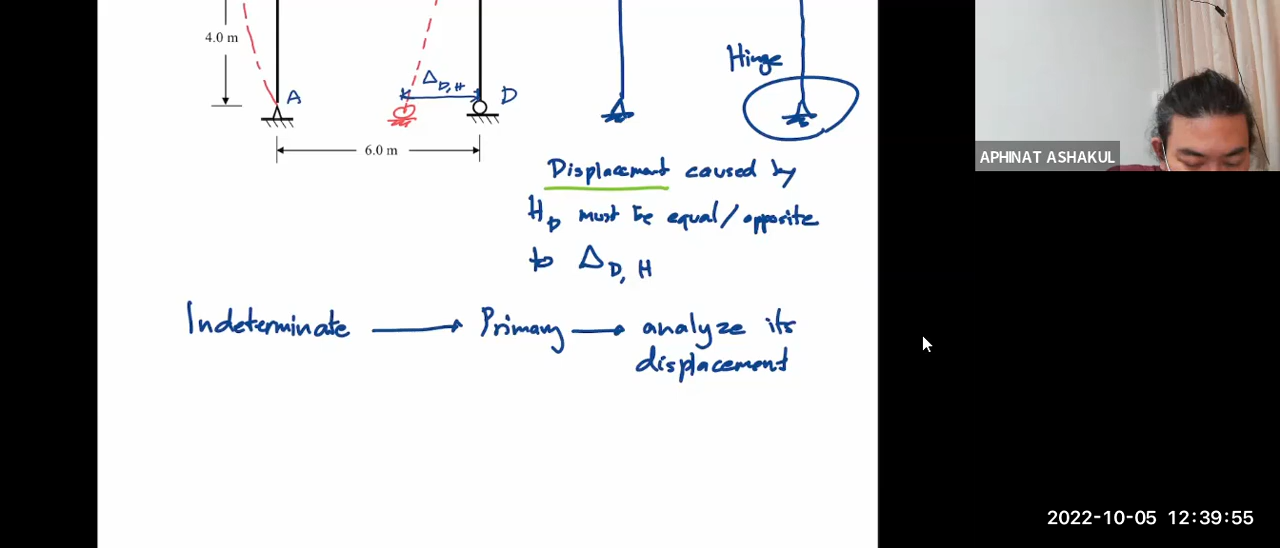 4.0 m
A
Δ D, H
D
6.0 m
Hinge
Displacement caused by
H D must be equal/opposite
to Δ D, H
Indeterminate → Primary → analyze its
displacement
APHINAT ASHAKUL
2022-10-05 12:39:55